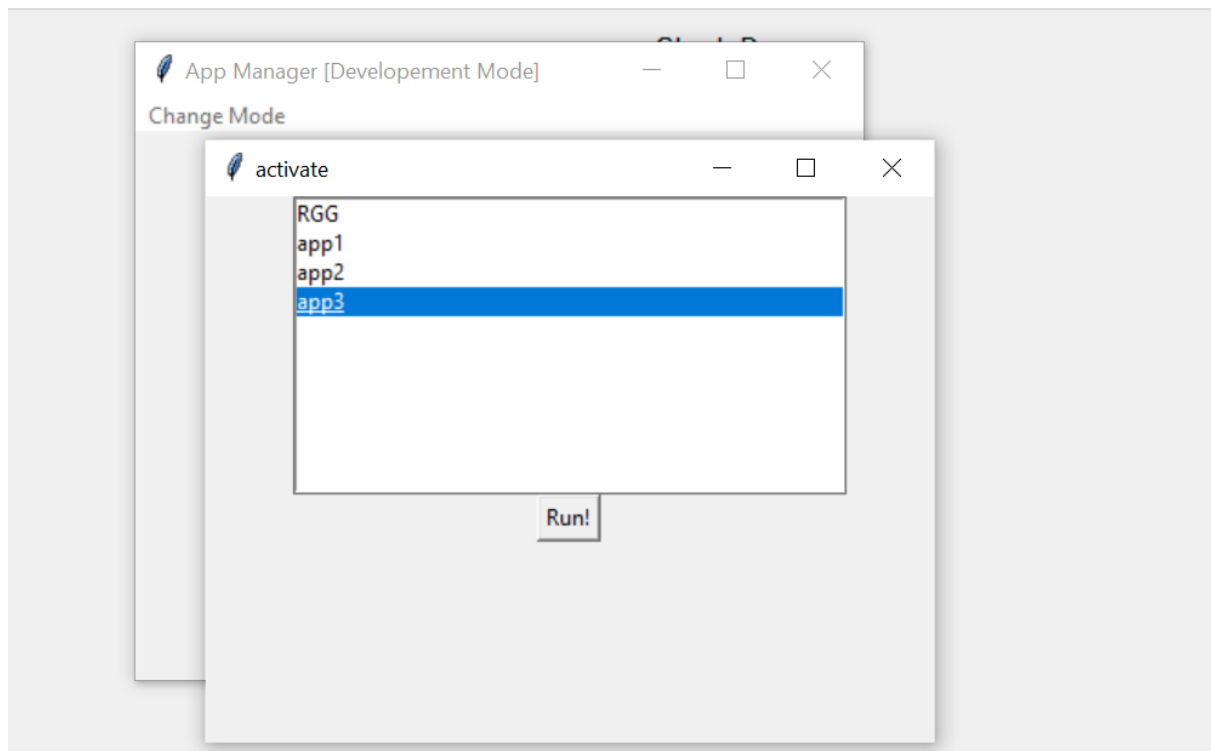 App Manager [Developement Mode]
Change Mode
activate
RGG
app1
app2
app3
Run!